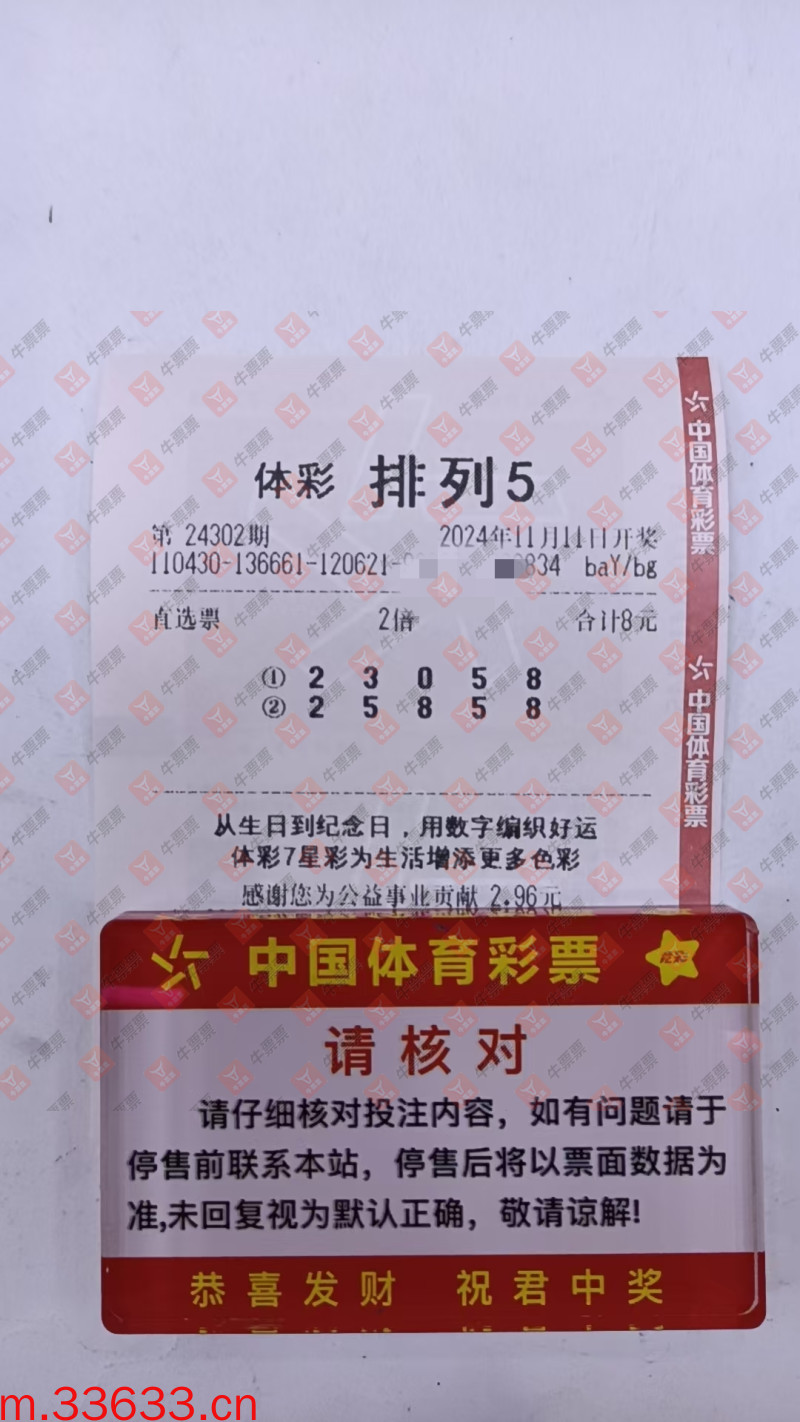 体彩 排列5
第 24302期 2024年11月11日开奖
110430-136661-120621- 834 baY/bg
直选票 2倍 合计8元
① 2 3 0 5 8
② 2 5 8 5 8
从生日到纪念日，用数字编织好运
体彩7星彩为生活增添更多色彩
感谢您为公益事业贡献 2.96元
中国体育彩票
中国体育彩票
中国体育彩票
请核对
请仔细核对投注内容，如有问题请于
停售前联系本站，停售后将以票面数据为
准,未回复视为默认正确，敬请谅解!
恭喜发财 祝君中奖
牛票票
m.33633.cn